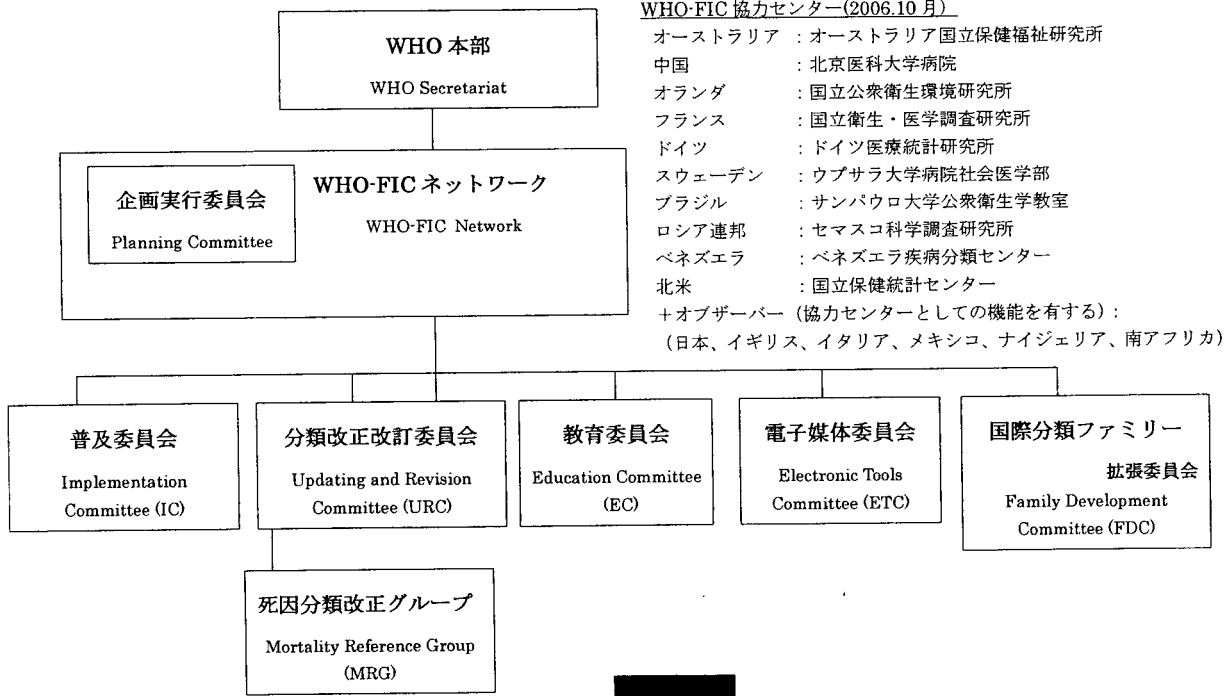 WHO-FIC 協力センター(2006.10 月)
オーストラリア :オーストラリア国立保健福祉研究所
中国 :北京医科大学病院
オランダ :国立公衆衛生環境研究所
フランス :国立衛生・医学調査研究所
ドイツ :ドイツ医療統計研究所
スウェーデン :ウプサラ大学病院社会医学部
ブラジル :サンパウロ大学公衆衛生学教室
ロシア連邦 :セマスコ科学調査研究所
ベネズエラ :ベネズエラ疾病分類センター
北米 :国立保健統計センター
+オブザーバー(協力センターとしての機能を有する):
(日本、イギリス、イタリア、メキシコ、ナイジェリア、南アフリカ)
WHO 本部
WHO Secretariat
企画実行委員会
Planning Committee
WHO-FIC ネットワーク
WHO-FIC Network
普及委員会
Implementation
Committee (IC)
分類改正改訂委員会
Updating and Revision
Committee (URC)
教育委員会
Education Committee
(EC)
電子媒体委員会
Electronic Tools
Committee (ETC)
国際分類ファミリー
拡張委員会
Family Development
Committee (FDC)
死因分類改正グループ
Mortality Reference Group
(MRG)